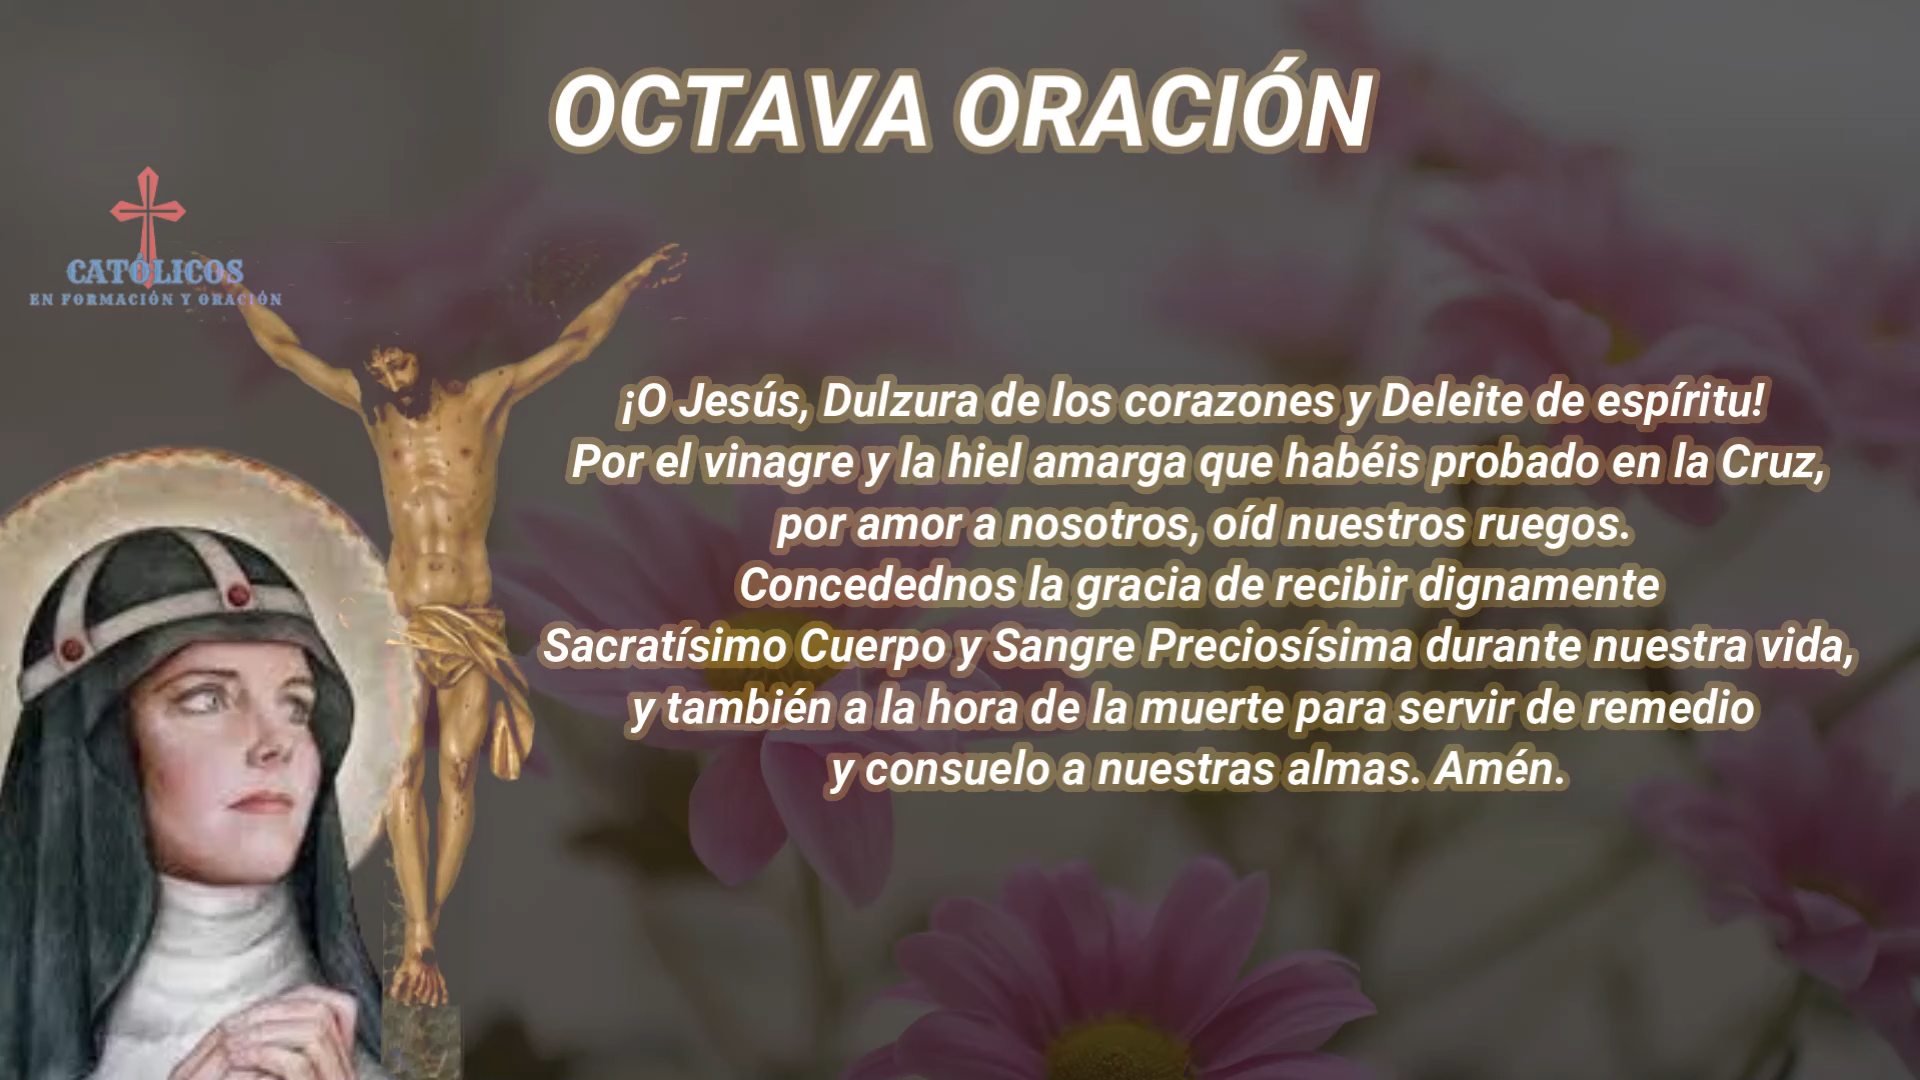 OCTAVA ORACIÓN
CATÓLICOS
EN FORMACIÓN Y ORACIÓN
¡O Jesús, Dulzura de los corazones y Deleite de espíritu!
Por el vinagre y la hiel amarga que habéis probado en la Cruz,
por amor a nosotros, oíd nuestros ruegos.
Concedednos la gracia de recibir dignamente
Sacratísimo Cuerpo y Sangre Preciosísima durante nuestra vida,
y también a la hora de la muerte para servir de remedio
y consuelo a nuestras almas. Amén.